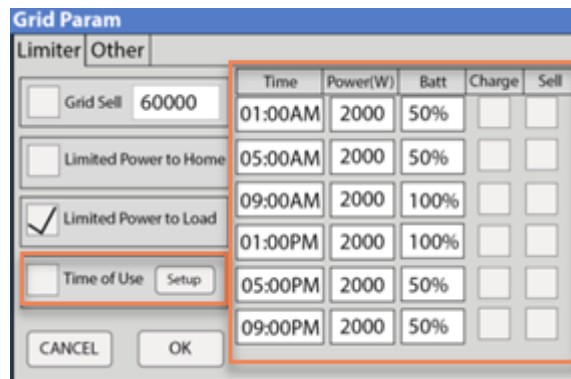 Grid Param
Limiter Other
Grid Sell 60000
Limited Power to Home
Limited Power to Load
Time of Use Setup
CANCEL OK
Time Power(W) Batt Charge Sell
01:00AM 2000 50%
05:00AM 2000 50%
09:00AM 2000 100%
01:00PM 2000 100%
05:00PM 2000 50%
09:00PM 2000 50%